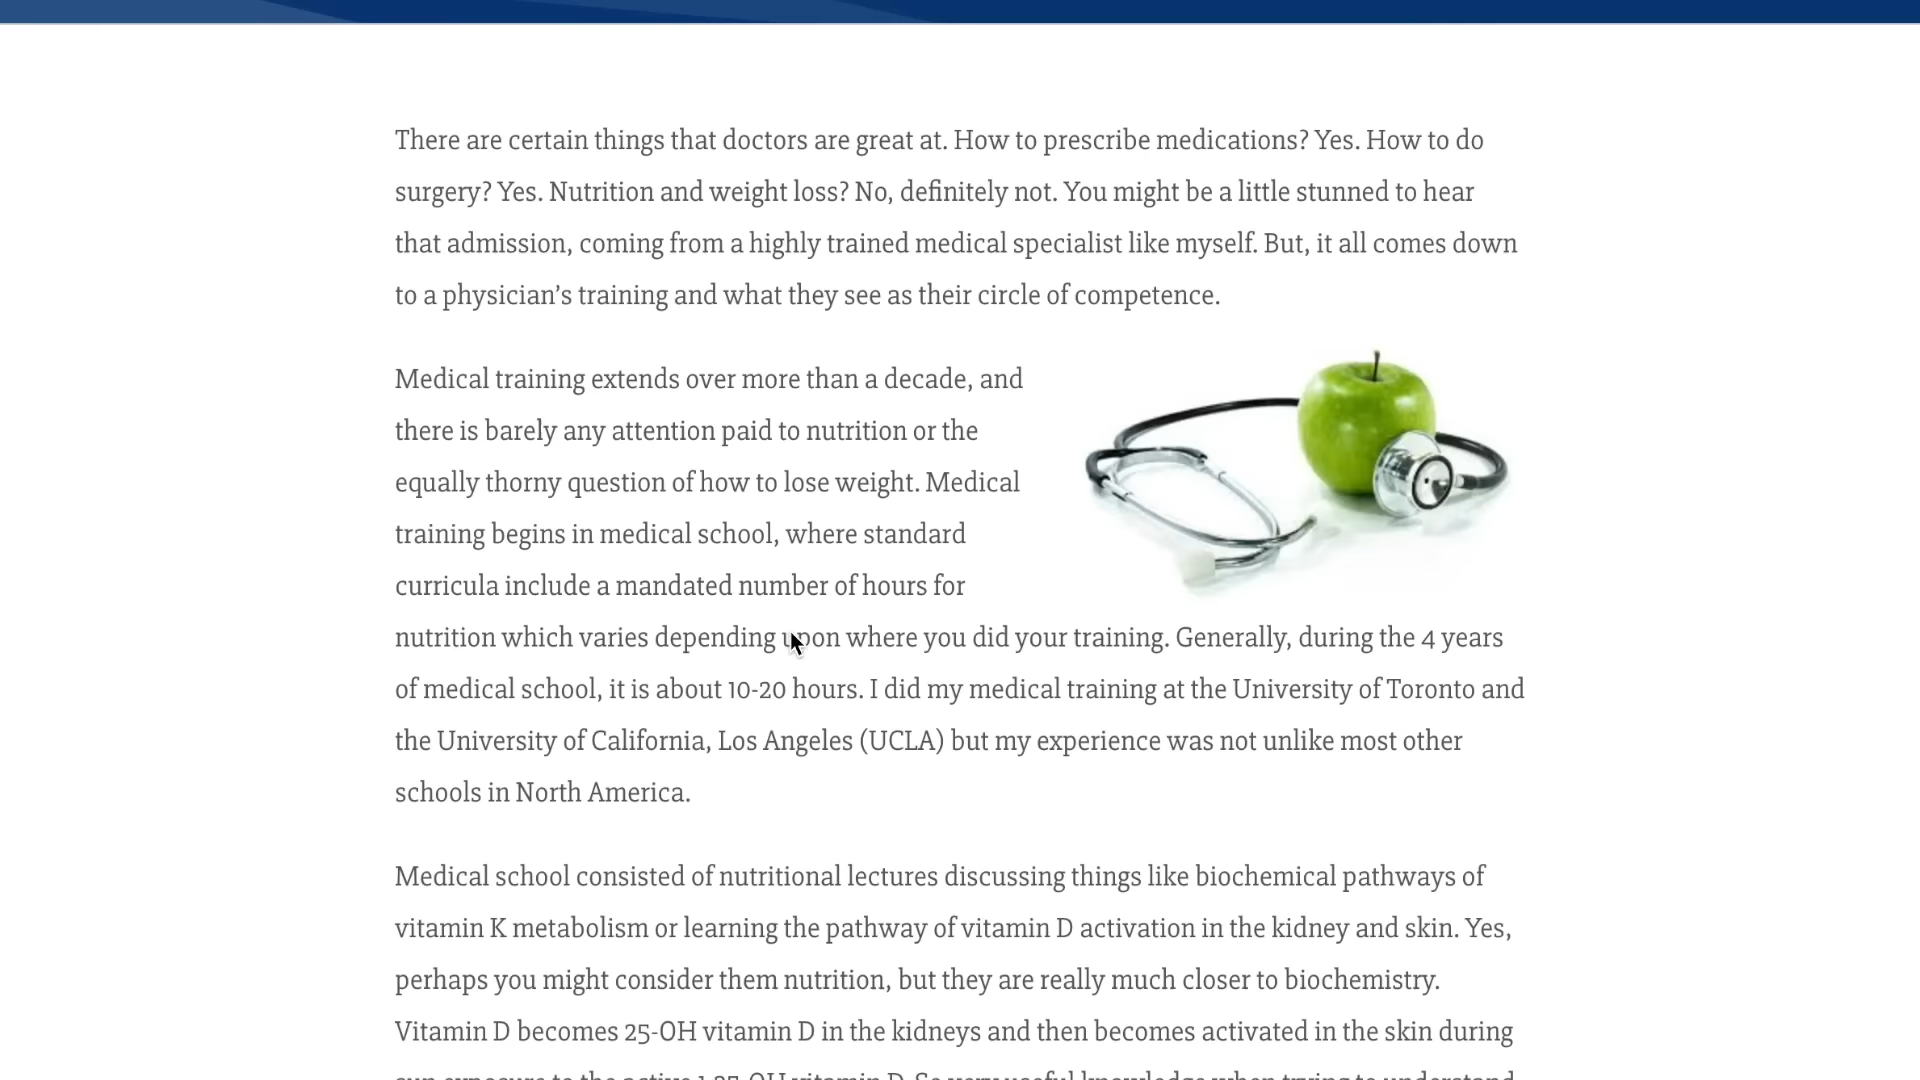 There are certain things that doctors are great at. How to prescribe medications? Yes. How to do
surgery? Yes. Nutrition and weight loss? No, definitely not. You might be a little stunned to hear
that admission, coming from a highly trained medical specialist like myself. But, it all comes down
to a physician’s training and what they see as their circle of competence.
Medical training extends over more than a decade, and
there is barely any attention paid to nutrition or the
equally thorny question of how to lose weight. Medical
training begins in medical school, where standard
curricula include a mandated number of hours for
nutrition which varies depending upon where you did your training. Generally, during the 4 years
of medical school, it is about 10-20 hours. I did my medical training at the University of Toronto and
the University of California, Los Angeles (UCLA) but my experience was not unlike most other
schools in North America.
Medical school consisted of nutritional lectures discussing things like biochemical pathways of
vitamin K metabolism or learning the pathway of vitamin D activation in the kidney and skin. Yes,
perhaps you might consider them nutrition, but they are really much closer to biochemistry.
Vitamin D becomes 25-OH vitamin D in the kidneys and then becomes activated in the skin during